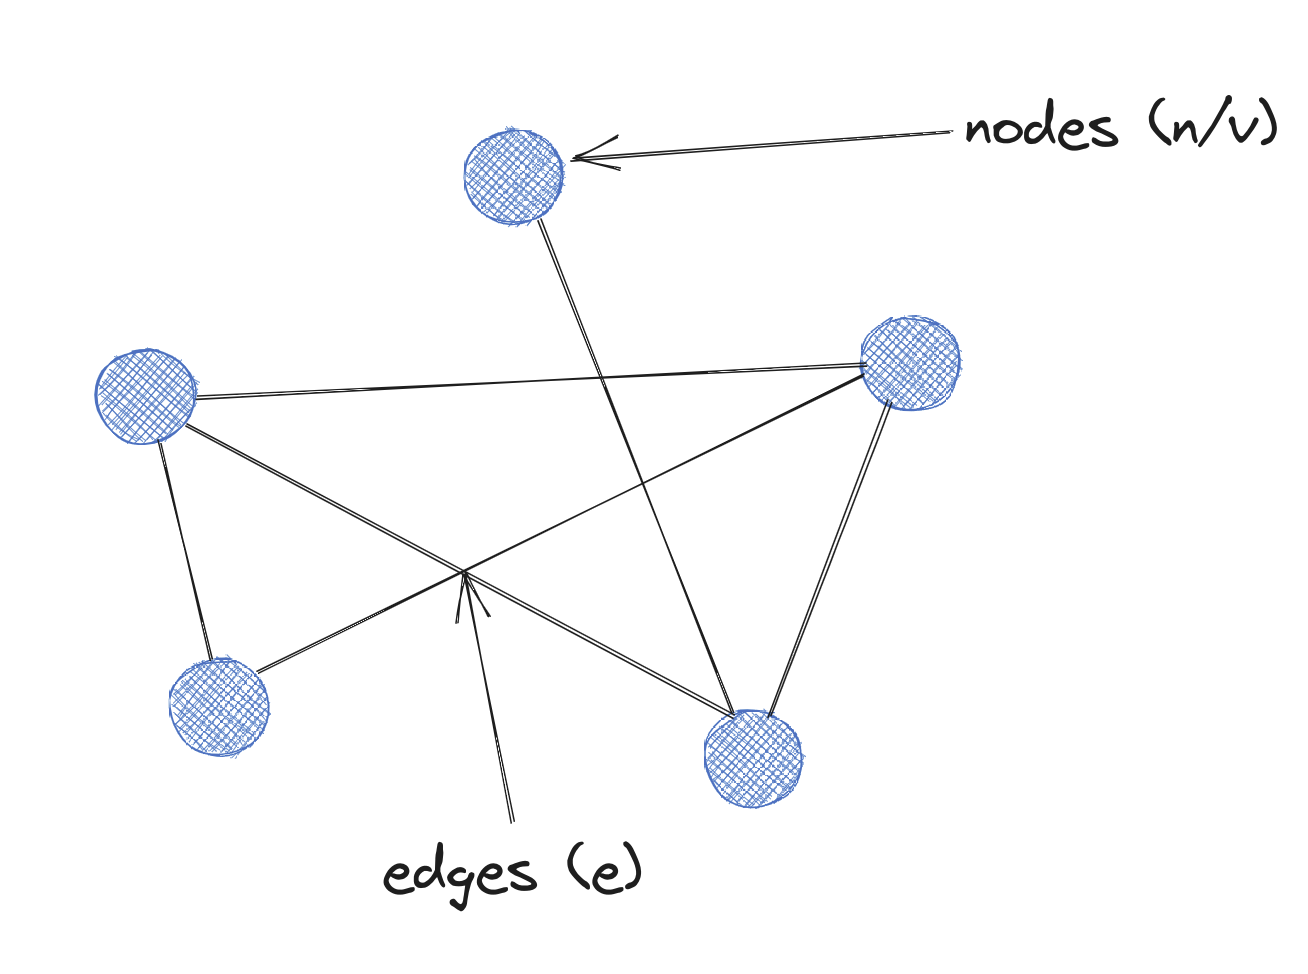 nodes (n/v)
edges (e)